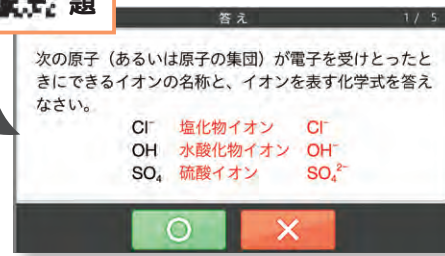 題
答え
1/ 5
次の原子（あるいは原子の集団）が電子を受けとったと
きにできるイオンの名称と、イオンを表す化学式を答え
なさい。
Cl⁻ 塩化物イオン Cl⁻
OH 水酸化物イオン OH⁻
SO₄ 硫酸イオン SO₄²⁻